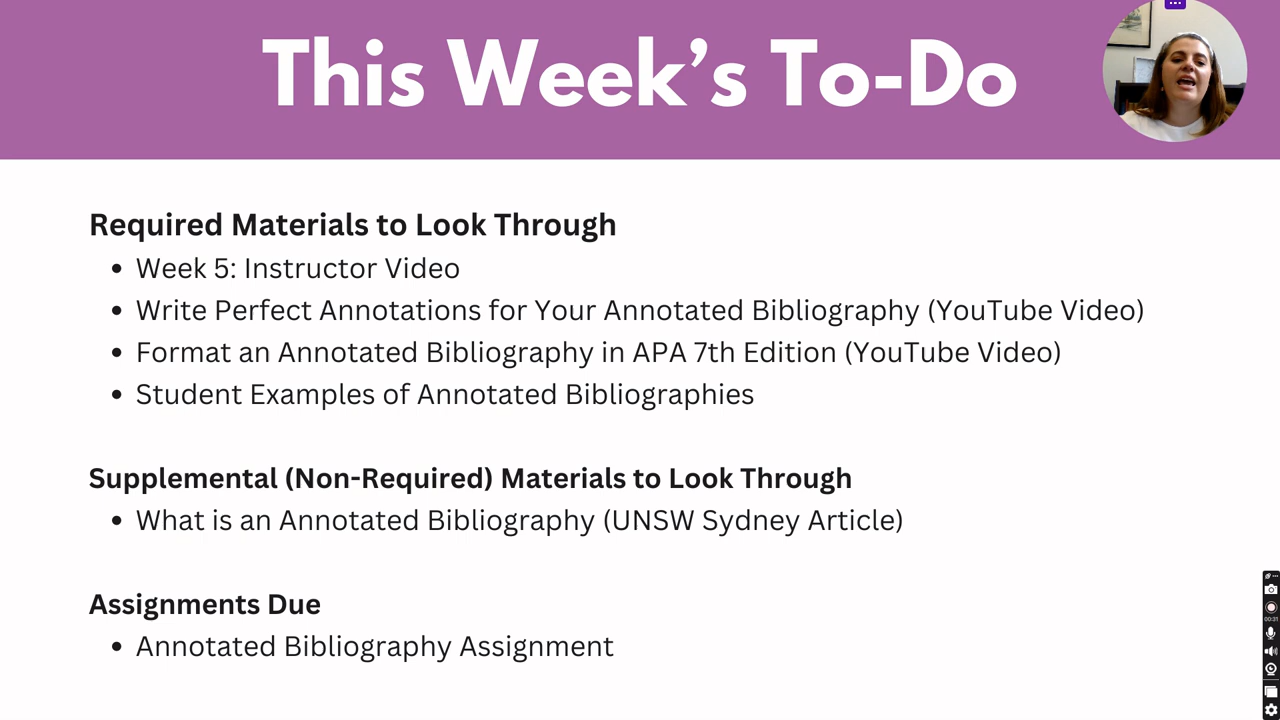 This Week's To-Do
Required Materials to Look Through
• Week 5: Instructor Video
• Write Perfect Annotations for Your Annotated Bibliography (YouTube Video)
• Format an Annotated Bibliography in APA 7th Edition (YouTube Video)
• Student Examples of Annotated Bibliographies
Supplemental (Non-Required) Materials to Look Through
• What is an Annotated Bibliography (UNSW Sydney Article)
Assignments Due
• Annotated Bibliography Assignment
00:31